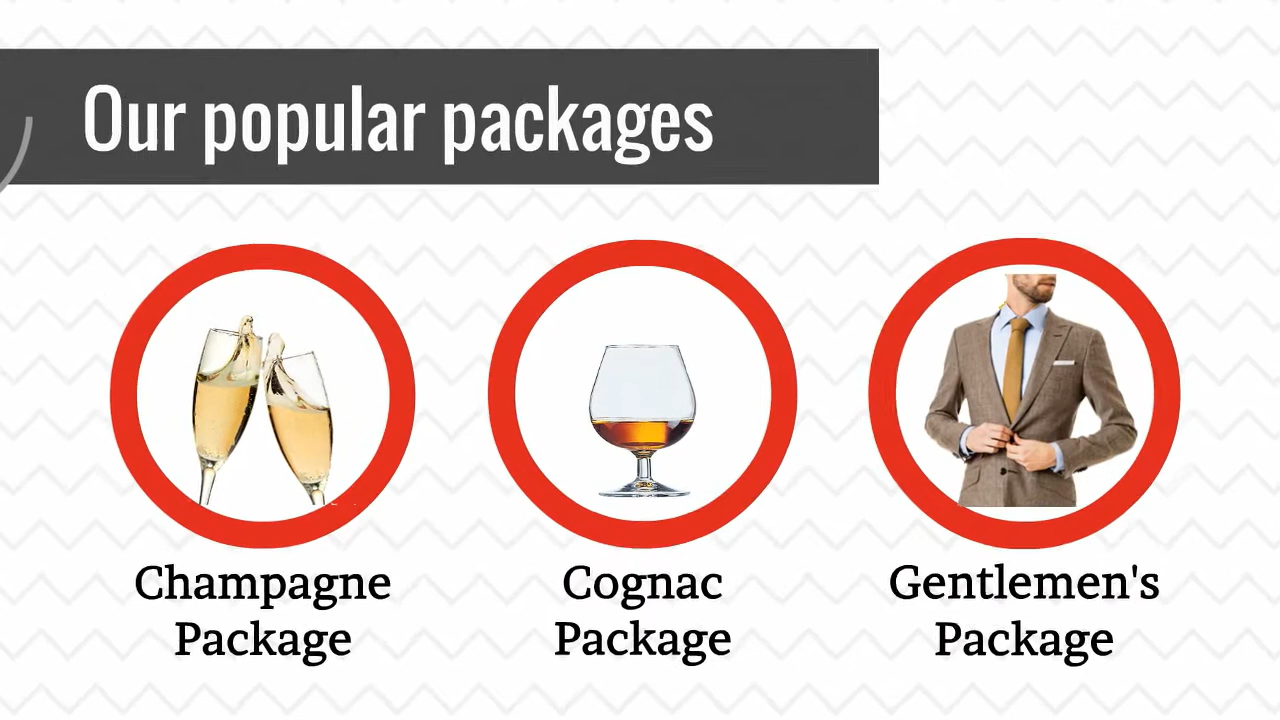 Our popular packages
Champagne
Package
Cognac
Package
Gentlemen's
Package